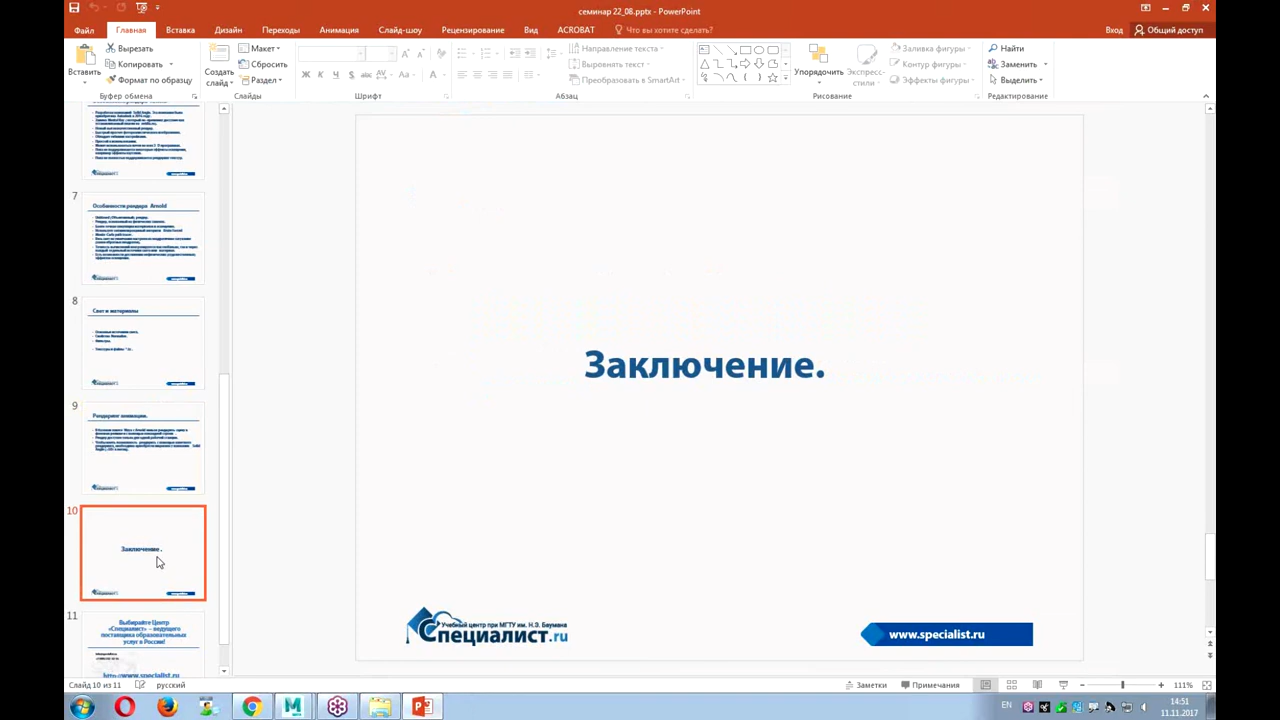 семинар 22_08.pptx - PowerPoint
Файл Главная Вставка Дизайн Переходы Анимация Слайд-шоу Рецензирование Вид ACROBAT Что вы хотите сделать? Вход Общий доступ
Вставить
Вырезать
Копировать
Формат по образцу
Буфер обмена
Создать слайд
Макет
Сбросить
Раздел
Слайды
Шрифт
Направление текста
Выровнять текст
Преобразовать в SmartArt
Абзац
Упорядочить
Экспресс-стили
Заливка фигуры
Контур фигуры
Эффекты фигуры
Рисование
Найти
Заменить
Выделить
Редактирование
7
Особенности рендера Arnold
8
Свет и материалы
9
Рендеринг анимации.
10
Заключение.
11
Выбирайте Центр
«Специалист» – ведущего
поставщика образовательных
услуг в России!
http://www.specialist.ru
Заключение.
Учебный центр при МГТУ им. Н.Э. Баумана
Специалист.ru
www.specialist.ru
Слайд 10 из 11 русский Заметки Примечания 111%
EN 14:51
11.11.2017